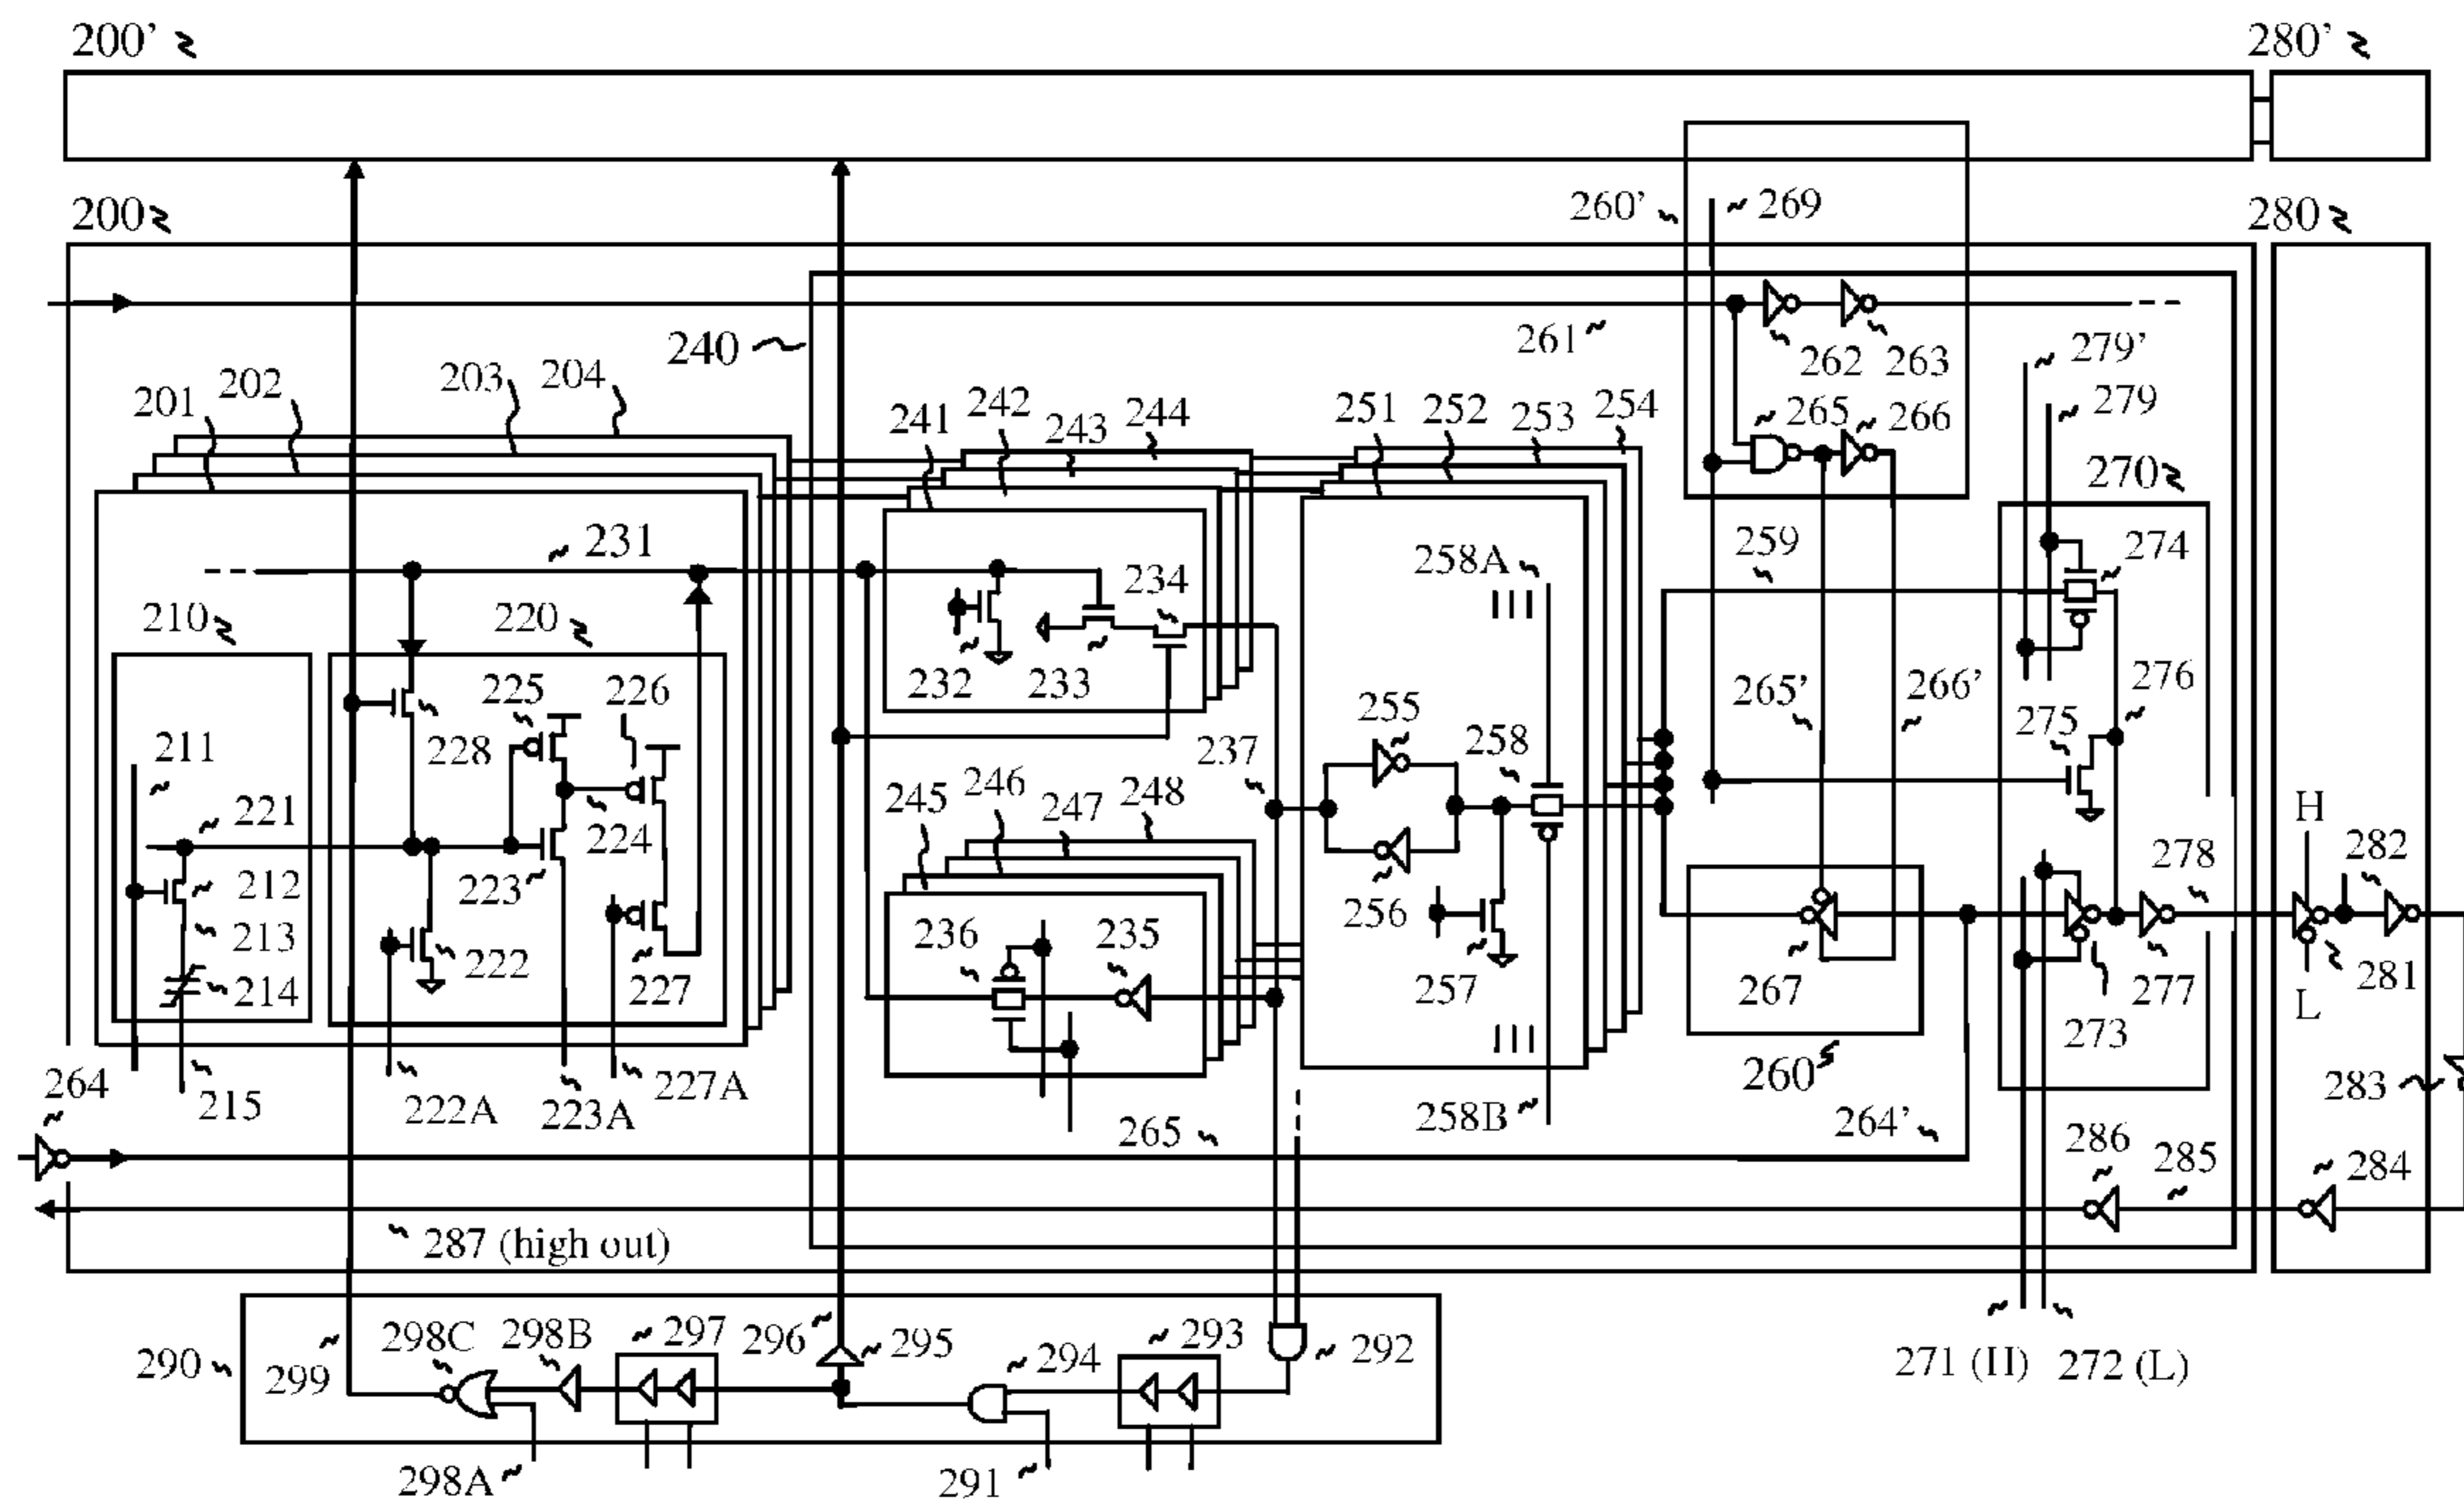 200’ 280’
200 260’ 269 280
240 261 262 263 279’
201 202 203 204 241 242 243 244 251 252 253 254 265 266 279
231 258A 259 270
210 220 234 274
232 233
225 226 255 258 265’ 266’ 275 276
211 228 237
221 224 245 246 247 248 H 282
212 223 256 278
213 222 227 236 235 257 267 273 277 281
214 L
264 215 222A 223A 227A 258B 260 283
265 264’ 286 285 284
287 (high out)
290 299 298C 298B 297 296 295 294 293 292 271 (H) 272 (L)
298A 291